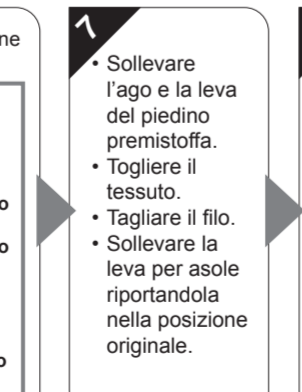 ne
o
o
o
7
• Sollevare
l'ago e la leva
del piedino
premistoffa.
• Togliere il
tessuto.
• Tagliare il filo.
• Sollevare la
leva per asole
riportandola
nella posizione
originale.